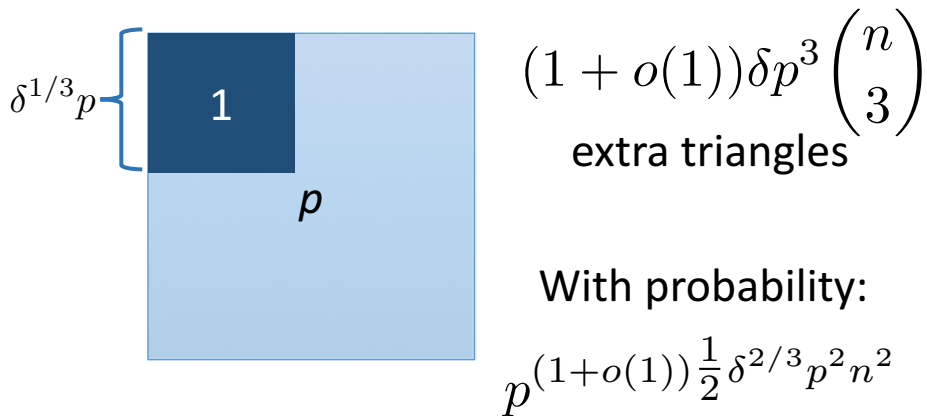 δ^{1/3}p
1
p
(1 + o(1))δp^3 \binom{n}{3}
extra triangles
With probability:
p^{(1+o(1))\frac{1}{2}δ^{2/3}p^2n^2}